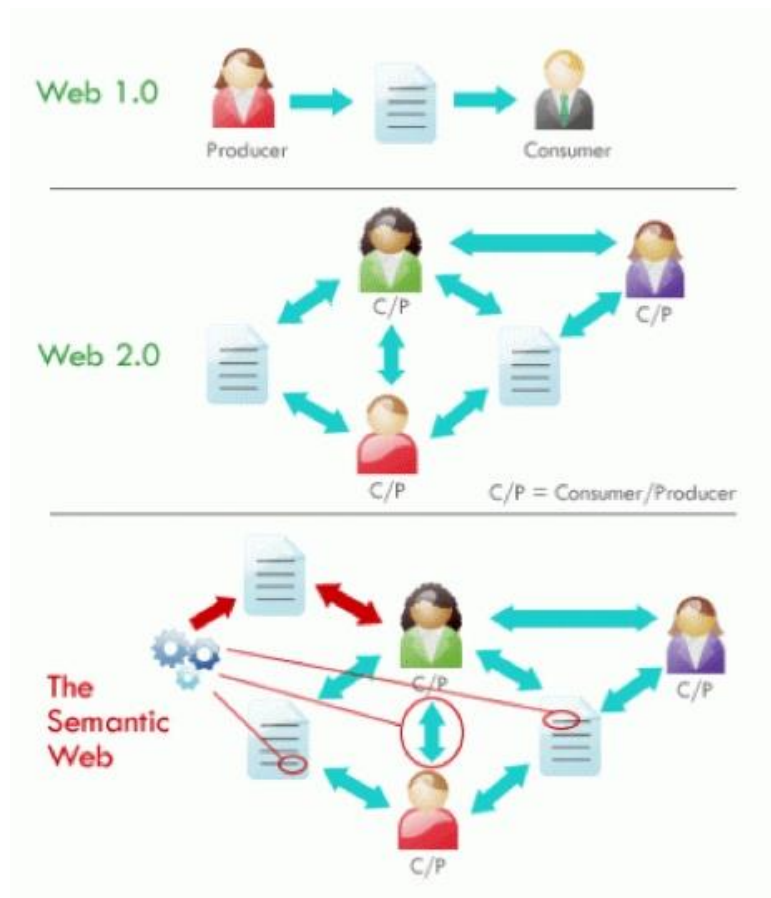 Web 1.0
Producer
Consumer
C/P
C/P
Web 2.0
C/P
C/P = Consumer/Producer
C/P
C/P
The
Semantic
Web
C/P